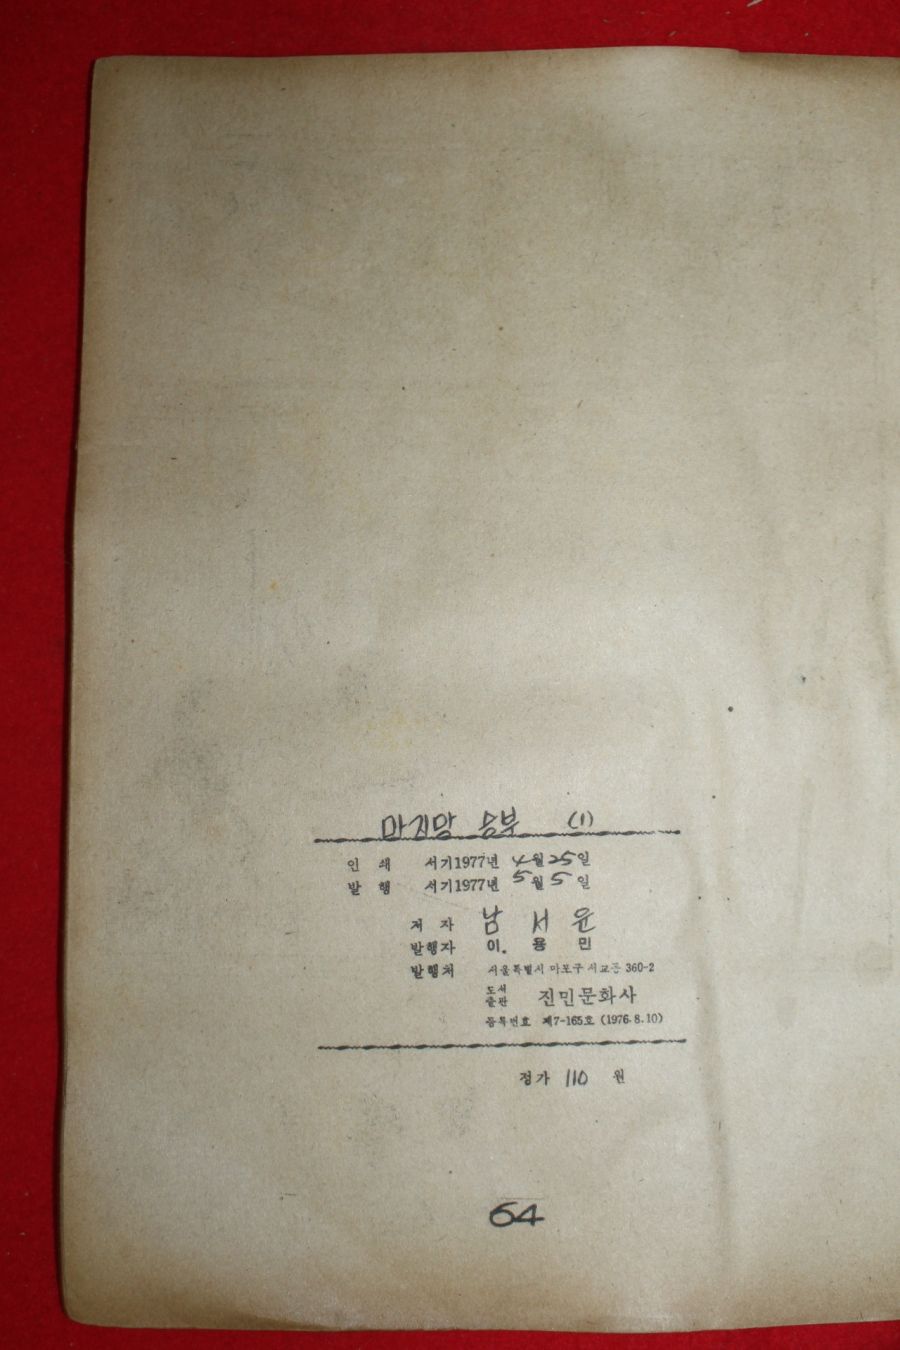 마지막 승부 (1)
인 쇄 서기1977년 4월25일
발 행 서기1977년 5월5일
저 자 남 서 윤
발행자 이. 용 민
발행처 서울특별시 마포구 서교동 360-2
도서출판 진민문화사
등록번호 제7-165호 (1976.8.10)
정가 110 원
64